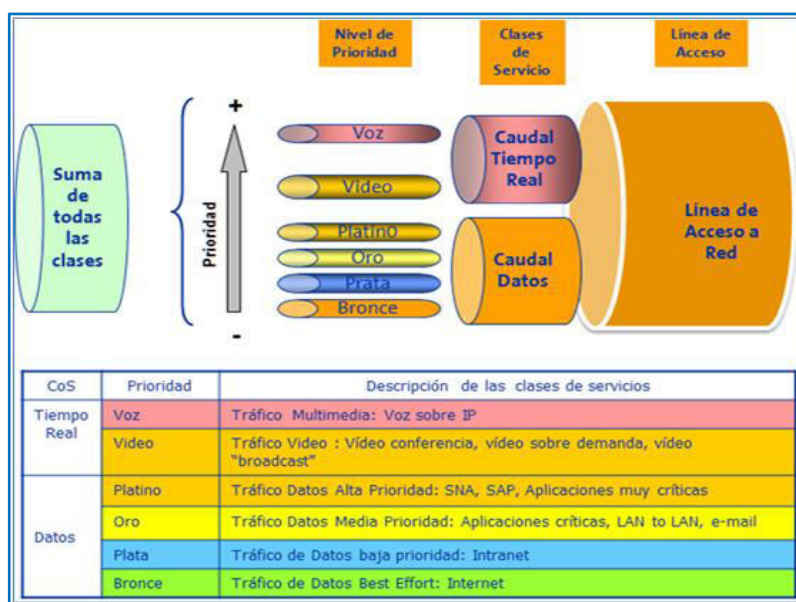 Nivel de
Prioridad
Clases
de
Servicio
Línea de
Acceso
+
Prioridad
-
Suma
de
todas
las
clases
Voz
Video
Platino
Oro
Prata
Bronce
Caudal
Tiempo
Real
Caudal
Datos
Línea de
Acceso a
Red
CoS Prioridad Descripción de las clases de servicios
Tiempo
Real
Voz Tráfico Multimedia: Voz sobre IP
Video Tráfico Video : Vídeo conferencia, vídeo sobre demanda, vídeo
“broadcast”
Datos
Platino Tráfico Datos Alta Prioridad: SNA, SAP, Aplicaciones muy críticas
Oro Tráfico Datos Media Prioridad: Aplicaciones críticas, LAN to LAN, e-mail
Plata Tráfico de Datos baja prioridad: Intranet
Bronce Tráfico de Datos Best Effort: Internet